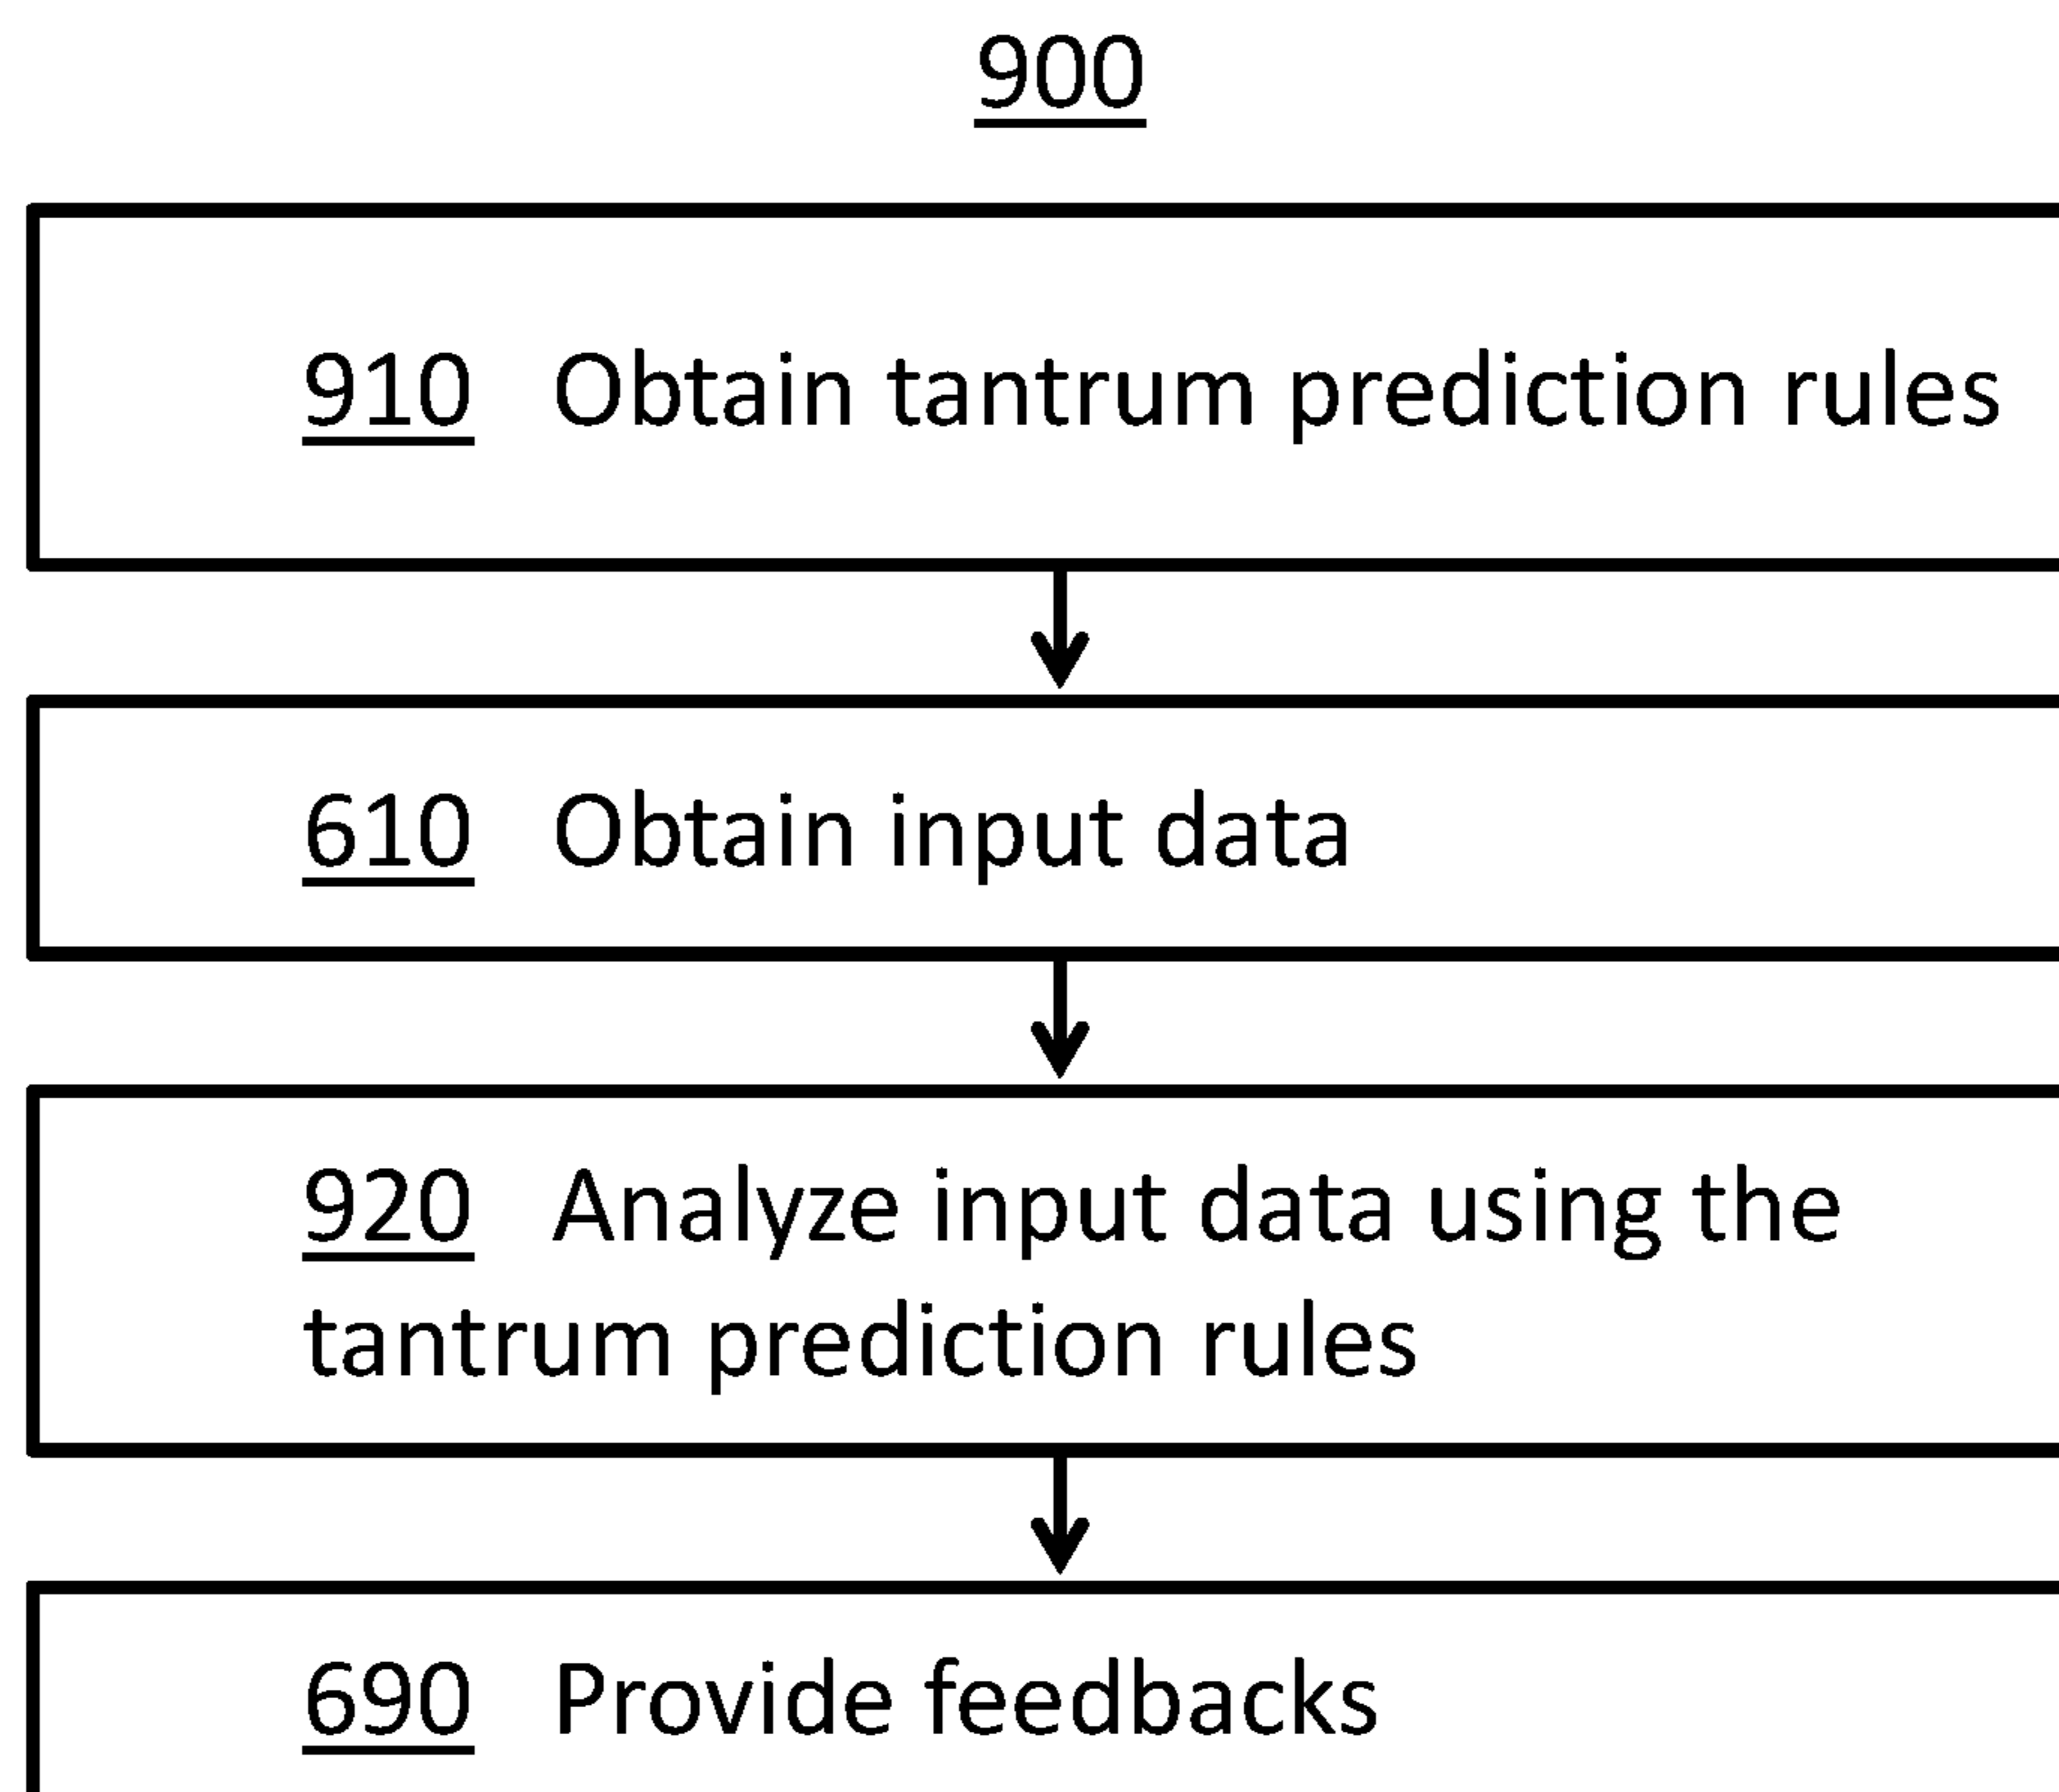 900
910 Obtain tantrum prediction rules
610 Obtain input data
920 Analyze input data using the
tantrum prediction rules
690 Provide feedbacks